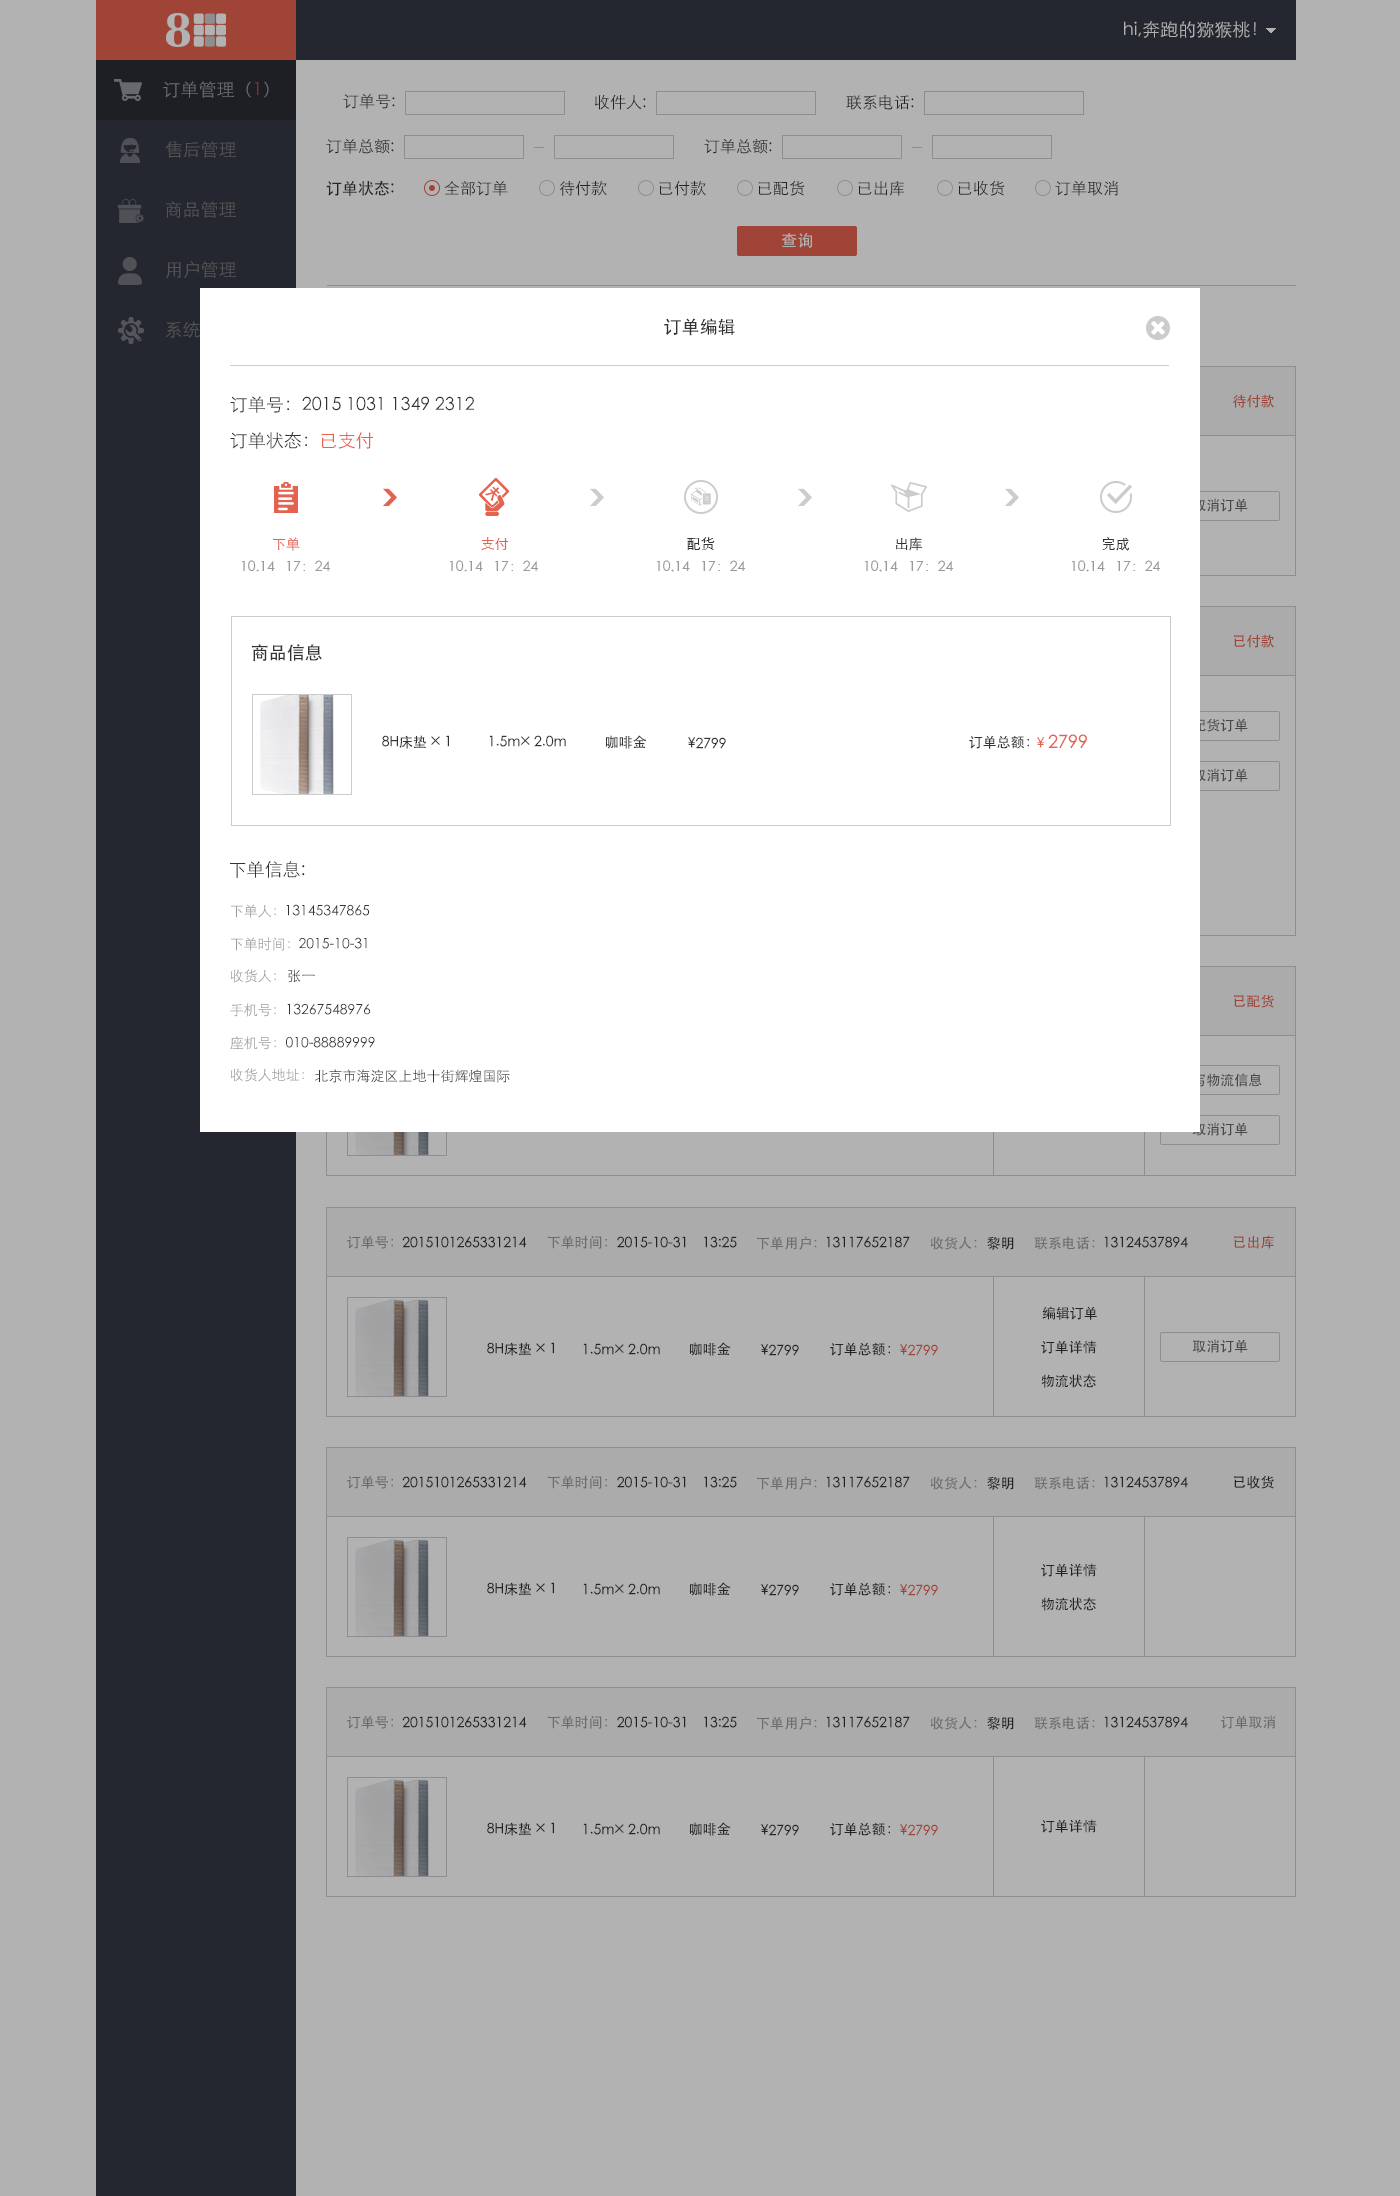 8
hi,奔跑的猕猴桃!
订单管理（1）
售后管理
商品管理
用户管理
系统
订单号: 收件人: 联系电话:
订单总额: — 订单总额: —
订单状态: 全部订单 待付款 已付款 已配货 已出库 已收货 订单取消
查询
订单编辑
订单号：2015 1031 1349 2312
订单状态：已支付
下单 支付 配货 出库 完成
10.14 17：24 10.14 17：24 10.14 17：24 10.14 17：24 10.14 17：24
商品信息
8H床垫×1 1.5m×2.0m 咖啡金 ¥2799 订单总额：¥2799
下单信息:
下单人：13145347865
下单时间：2015-10-31
收货人：张一
手机号：13267548976
座机号：010-88889999
收货人地址：北京市海淀区上地十街辉煌国际
待付款
取消订单
已付款
配货订单
取消订单
已配货
物流信息
取消订单
订单号：2015101265331214 下单时间：2015-10-31 13:25 下单用户：13117652187 收货人：黎明 联系电话：13124537894 已出库
8H床垫×1 1.5m×2.0m 咖啡金 ¥2799 订单总额：¥2799
编辑订单
订单详情
物流状态
取消订单
订单号：2015101265331214 下单时间：2015-10-31 13:25 下单用户：13117652187 收货人：黎明 联系电话：13124537894 已收货
8H床垫×1 1.5m×2.0m 咖啡金 ¥2799 订单总额：¥2799
订单详情
物流状态
订单号：2015101265331214 下单时间：2015-10-31 13:25 下单用户：13117652187 收货人：黎明 联系电话：13124537894 订单取消
8H床垫×1 1.5m×2.0m 咖啡金 ¥2799 订单总额：¥2799
订单详情